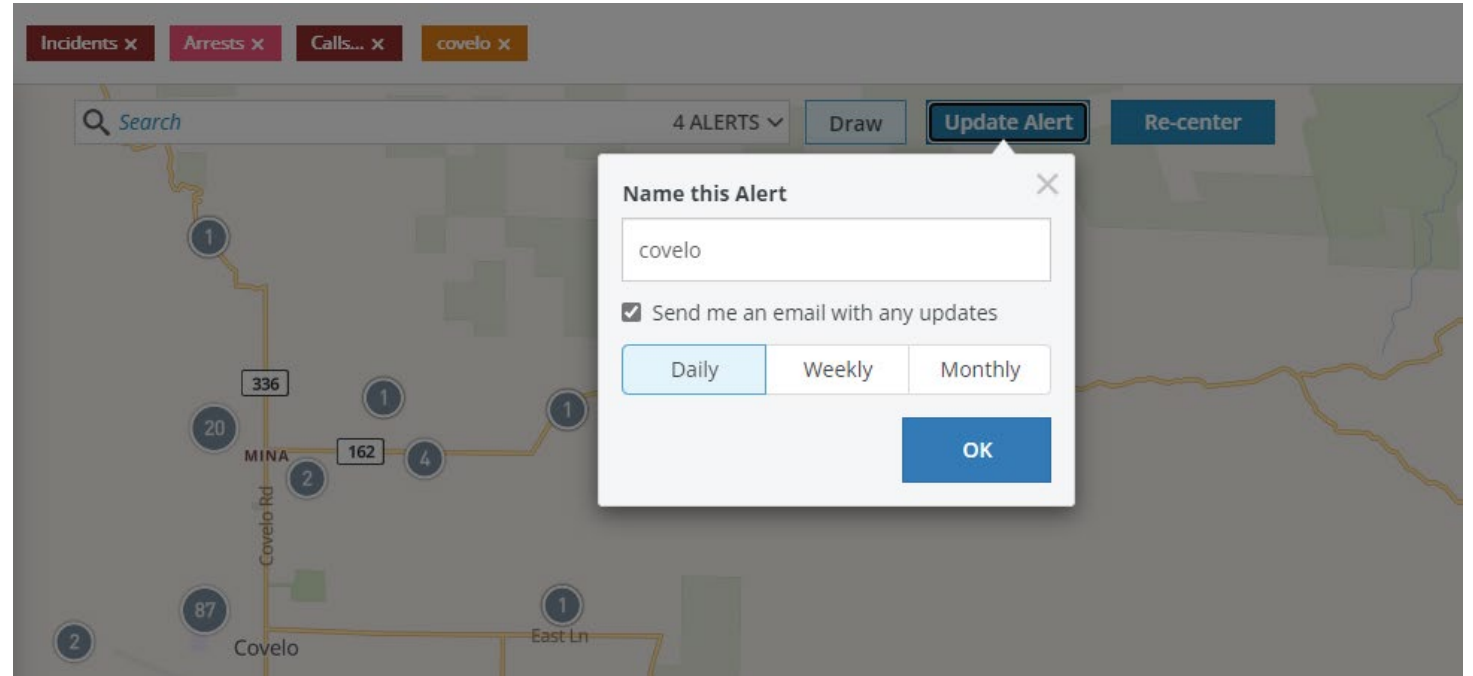 Incidents x Arrests x Calls... x covelo x
Search 4 ALERTS Draw Update Alert Re-center
Name this Alert
covelo
Send me an email with any updates
Daily Weekly Monthly
OK
1
336
1
1
20
MINA
162
4
2
Covelo Rd
87
1
2
Covelo
East Ln